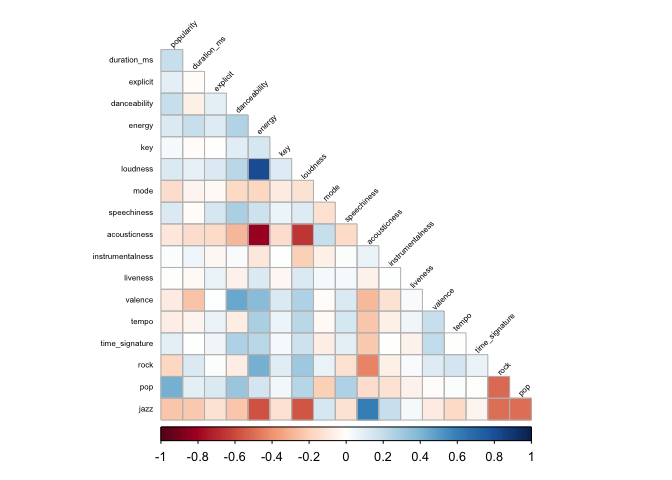 popularity
duration_ms
duration_ms
explicit
explicit
danceability
danceability
energy
energy
key
key
loudness
loudness
mode
mode
speechiness
speechiness
acousticness
acousticness
instrumentalness
instrumentalness
liveness
liveness
valence
valence
tempo
tempo
time_signature
time_signature
rock
rock
pop
pop
jazz
-1 -0.8 -0.6 -0.4 -0.2 0 0.2 0.4 0.6 0.8 1